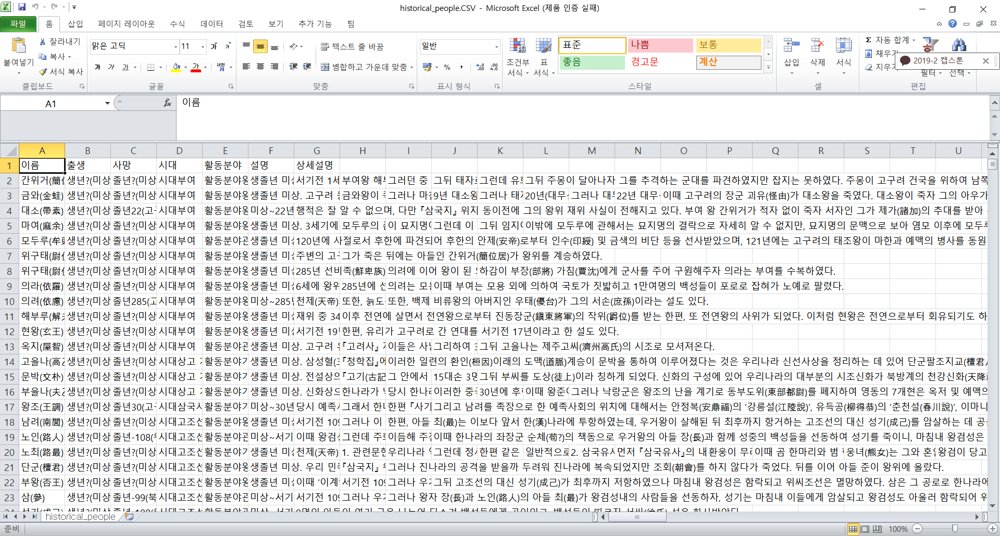 historical_people.CSV - Microsoft Excel (제품 인증 실패)
파일 홈 삽입 페이지 레이아웃 수식 데이터 검토 보기 추가 기능 팀
붙여넣기 잘라내기 복사 서식 복사 클립보드
맑은 고딕 11 가 가 가 가 가 가 내천 글꼴
텍스트 줄 바꿈 병합하고 가운데 맞춤 맞춤
일반 % , 표시 형식
조건부 서식 표 서식 표준 나쁨 보통 좋음 경고문 계산 스타일
삽입 삭제 서식 셀
Σ 자동 합계 채우기 지우기 필터 선택 편집
2019-2 캡스톤
A1 fx 이름
A B C D E F G H I J K L M N O P Q R S T U
1 이름 출생 사망 시대 활동분야 설명 상세설명
2 간위거(簡 생년?(미상 졸년?(미상 시대부여 활동분야왕 생졸년 미 서기전 1세 부여왕 해 그러던 중 그뒤 태자 그런데 유 그뒤 주몽이 달아나자 그를 추격하는 군대를 파견하였지만 잡지는 못하였다. 주몽이 고구려 건국을 위하여 남쪽
3 금와(金蛙) 생년?(미상 졸년?(미상 시대부여 활동분야왕 생졸년 미상. 고구려 금와왕이 그러나 마 9년 대소왕 그러나 태 20년(대무 그러나 대 22년 대무 이때 고구려의 장군 괴유(怪由)가 대소왕을 죽였다. 대소왕이 죽자 그의 아우가
4 대소(帶素) 생년?(미상 졸년22(고 시대부여 활동분야왕 미상~22년 행적은 잘 알 수 없으며, 다만 『삼국지』 위지 동이전에 그의 왕위 재위 사실이 전해지고 있다. 부여 왕 간위거가 적자 없이 죽자 서자인 그가 제가(諸加)의 추대를 받아
5 마여(麻余) 생년?(미상 졸년?(미상 시대부여 활동분야왕 생졸년 미상. 3세기에 모두루의 이 묘지명 그런데 이 그뒤 임지 이밖에 모두루에 관해서는 묘지명의 결락으로 자세히 알 수 없지만, 묘지명의 문맥으로 보아 염모 이후에 모두
6 모두루(牟 생년?(미상 졸년?(미상 시대부여 활동분야관 생졸년 미 120년에 사절로서 후한에 파견되어 후한의 안제(安帝)로부터 인수(印綬) 및 금색의 비단 등을 선사받았으며, 121년에는 고구려의 태조왕이 마한과 예맥의 병사를 동원
7 위구태(尉 생년?(미상 졸년?(미상 시대부여 활동분야왕 생졸년 미 주변의 고 그가 죽은 뒤에는 아들인 간위거(簡位居)가 왕위를 계승하였다.
8 위구태(尉 생년?(미상 졸년?(미상 시대부여 활동분야왕 생졸년 미 285년 선비족(鮮卑族) 의려에 이어 왕이 된 하감이 부장(部將) 가침(賈沈)에게 군사를 주어 구원해주자 의라는 부여를 수복하였다.
9 의라(依羅) 생년?(미상 졸년?(미상 시대부여 활동분야왕 생졸년 미 6세에 왕위 285년에 선 의려는 모 이때 부여는 모용 외에 의하여 국토가 짓밟히고 1만여명의 백성들이 포로로 잡혀가 노예로 팔렸다.
10 의려(依慮) 생년?(미상 졸년285(고 시대부여 활동분야왕 미상~285년 천제(天帝) 또한, 늙도 또한, 백제 비류왕의 아버지인 우태(優台)가 그의 서손(庶孫)이라는 설도 있다.
11 해부루(解 생년?(미상 졸년?(미상 시대부여 활동분야왕 생졸년 미 재위 중 34 이후 전연에 살면서 전연왕으로부터 진동장군(鎭東將軍)의 작위(爵位)를 받는 한편, 또 전연왕의 사위가 되었다. 이처럼 현왕은 전연으로부터 회유되기도 하
12 현왕(玄王) 생년?(미상 졸년?(미상 시대부여 활동분야왕 생졸년 미 서기전 19 한편, 유리가 고구려로 간 연대를 서기전 17년이라고 한 설도 있다.
13 옥지(屋智) 생년?(미상 졸년?(미상 시대부여 활동분야관 생졸년 미상. 고구려 『고려사』 이들은 사 그리하여 그뒤 고을나는 제주고씨(濟州高氏)의 시조로 모셔져온다.
14 고을나(高 생년?(미상 졸년?(미상 시대상고 활동분야기 생졸년 미상. 삼성혈( 『청학집』에 이러한 일련의 환인(桓因)이래의 도맥(道脈)계승이 문박을 통하여 이루어졌다는 것은 우리나라 신선사상을 정리하는 데 있어 단군팔조지교(檀君
15 문박(文朴) 생년?(미상 졸년?(미상 시대상고 활동분야기 생졸년 미상. 전설상의 『고기(古記 그 안에서 15대손 3명 그뒤 부씨를 도상(徒上)이라 칭하게 되었다. 신화의 구성에 있어 우리나라의 대부분의 시조신화가 북방계의 천강신화(天降
16 부을나(夫 생년?(미상 졸년?(미상 시대상고 활동분야기 생졸년 미상. 신화상 한나라가 당시 한나라 이러한 중국 30년에 후한 이때 왕준 그러나 낙랑군은 왕조의 난을 계기로 동부도위(東部都尉)를 폐지하여 영동의 7개현은 옥저 및 예맥의
17 왕조(王調) 생년?(미상 졸년30(고 시대삼국시 활동분야기 미상~30년 당시 예족 그래서 한 한편 『사기 그리고 남려를 족장으로 한 예족사회의 위치에 대해서는 안정복(安鼎福)의 ‘강릉설(江陵說)’, 유득공(柳得恭)의 ‘춘천설(春川說)’, 이마니
18 남려(南閭) 생년?(미상 졸년?(미상 시대고조선 활동분야기 생졸년 미 서기전 109 그러나 이 한편, 아들 최(最)는 이보다 앞서 한(漢)나라에 투항하였는데, 우거왕이 살해된 뒤 최후까지 항거하는 고조선의 대신 성기(成己)를 암살하는 데 공
19 노인(路人) 생년?(미상 졸년-108( 시대고조선 활동분야관 미상~서기 이때 왕검 그런데 주 이듬해 주 이때 한나라의 좌장군 순체(荀?)의 책동으로 우거왕의 아들 장(長)과 함께 성중의 백성들을 선동하여 성기를 죽이니, 마침내 왕검성은
20 노최(路最) 생년?(미상 졸년?(미상 시대고조선 활동분야관 생졸년 미 천제(天帝) 1. 관련문헌 우리나라 그런데 정 한편 같은 일반적으로 2. 삼국유사 먼저 『삼국유사』의 내 환웅이 무 이때 곰 한마리와 범 웅녀(熊女)는 그와 혼 왕검이 당고
21 단군(檀君) 생년?(미상 졸년?(미상 시대고조선 활동분야왕 생졸년 미상. 우리 민족 『삼국지』 그러나 진나라의 공격을 받을까 두려워 진나라에 복속되었지만 조회(朝會)를 하지 않다가 죽었다. 뒤를 이어 아들 준이 왕위에 올랐다.
22 부왕(否王) 생년?(미상 졸년?(미상 시대고조선 활동분야왕 생졸년 미 이때 ‘이계 서기전 109 그러나 우 그뒤 고조선의 대신 성기(成己)가 최후까지 저항하였으나 마침내 왕검성은 함락되고 위씨조선은 멸망하였다. 삼은 그 공로로 한나라에
23 삼(參) 생년?(미상 졸년-99(북 시대고조선 활동분야관 미상~서기 서기전 109 그러나 우 그러나 왕자 장(長)과 노인(路人)의 아들 최(最)가 왕검성내의 사람들을 선동하자, 성기는 마침내 이들에게 암살되고 왕검성도 아울러 함락되어
historical_people
준비 100%